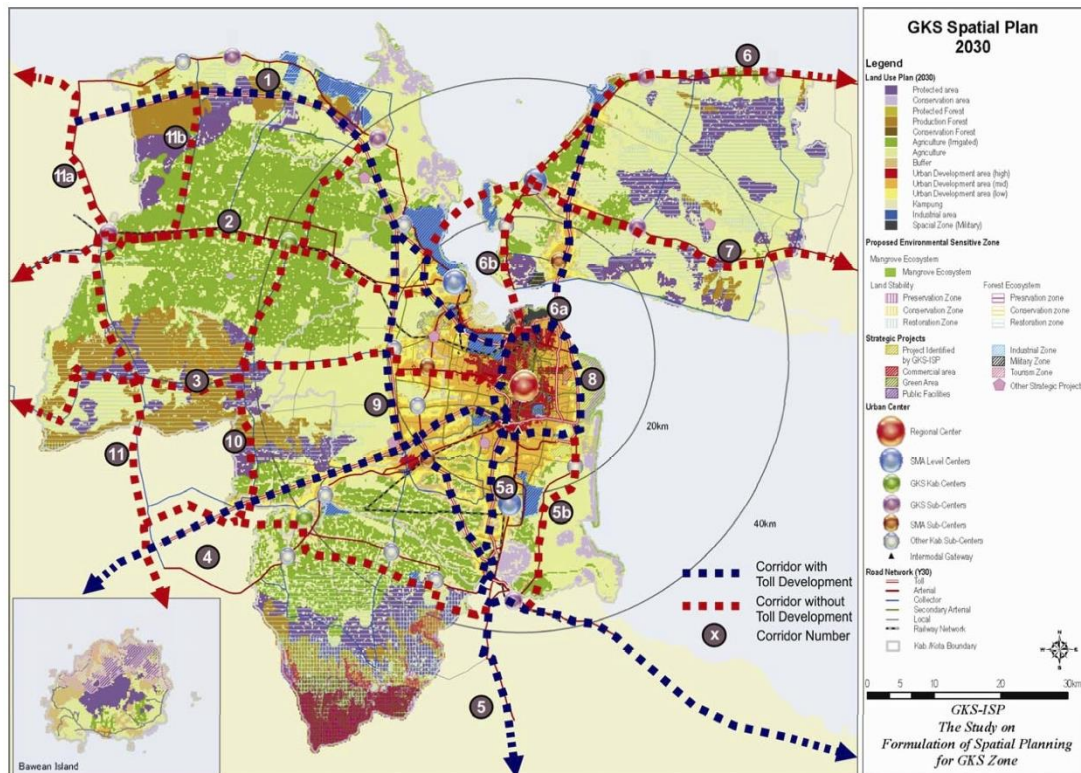 1
6
11b
11a
2
7
6b
6a
3
9
8
20km
10
11
5a
5b
40km
4
5
Corridor with
Toll Development
Corridor without
Toll Development
X
Corridor Number
Bawean Island
GKS Spatial Plan
2030
Legend
Land Use Plan (2030)
Protected area
Conservation area
Protected Forest
Production Forest
Conservation Forest
Agriculture (Irrigated)
Agriculture
Buffer
Urban Development area (high)
Urban Development area (mid)
Urban Development area (low)
Kampung
Industrial area
Spacial Zone (Military)
Proposed Environmental Sensitive Zone
Mangrove Ecosystem
Mangrove Ecosystem
Land Stability
Preservation Zone
Conservation Zone
Restoration Zone
Forest Ecosystem
Conservation zone
Restoration zone
Strategic Projects
Project Identified
by GKS-ISP
Commercial area
Green Area
Public Facilities
Industrial Zone
Military Zone
Tourism Zone
Other Strategic Project
Urban Center
Regional Center
SMA Level Centers
GKS Kab Centers
GKS Sub-Centers
SMA Sub-Centers
Other Kab Sub-Centers
Intermodal Gateway
Road Network (Y30)
Toll
Arterial
Collector
Secondary Arterial
Local
Railway Network
Kab /Kota Boundary
N
W
E
S
0 5 10 20 30km
GKS-ISP
The Study on
Formulation of Spatial Planning
for GKS Zone